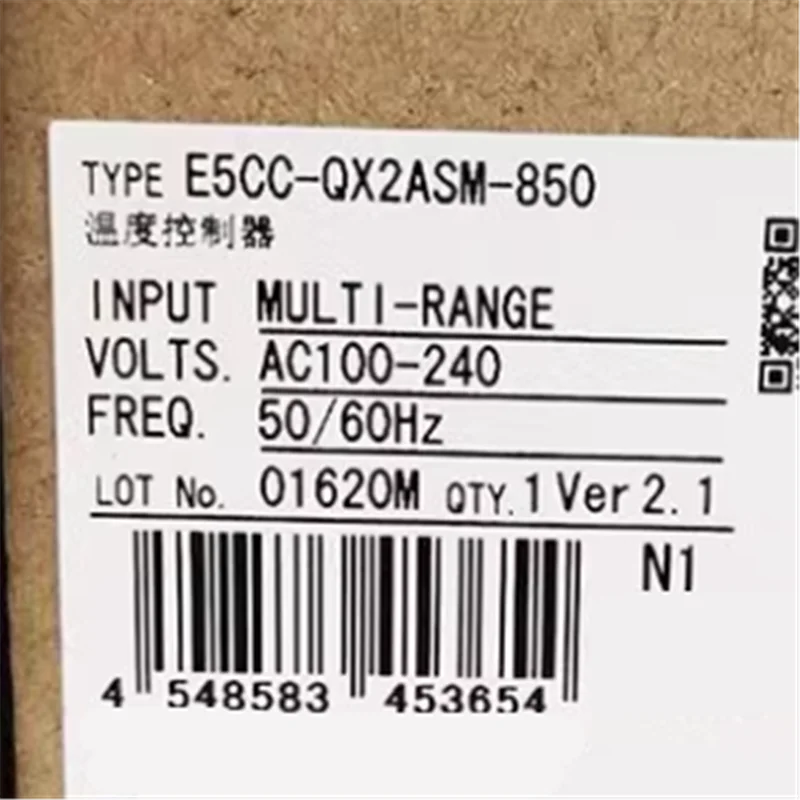 TYPE E5CC-QX2ASM-850
温度控制器
INPUT MULTI-RANGE
VOLTS. AC100-240
FREQ. 50/60Hz
LOT No. 01620M QTY.1 Ver 2.1
N1
4 548583 453654